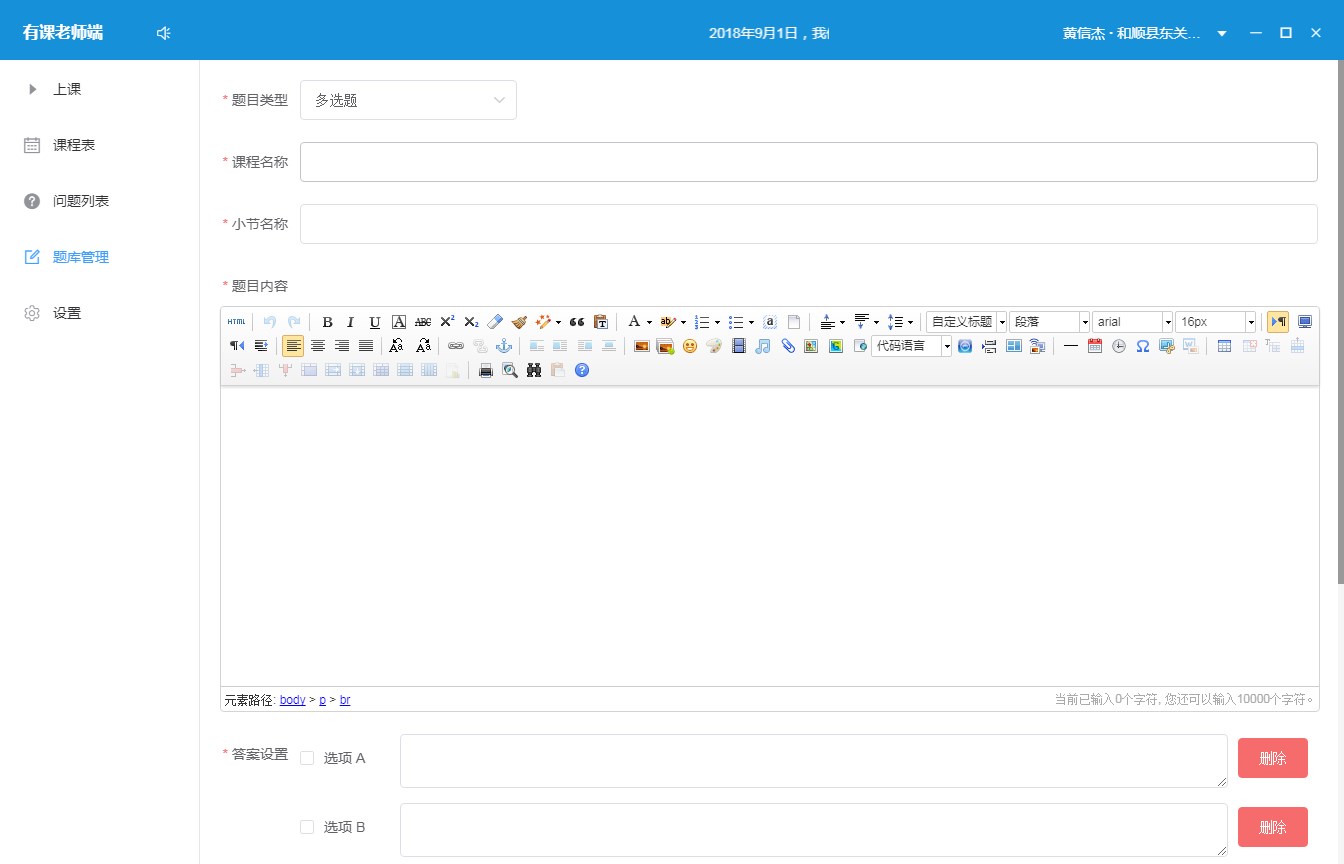 有课老师端
2018年9月1日，我
黄信杰 · 和顺县东关...
上课
课程表
问题列表
题库管理
设置
* 题目类型 多选题
* 课程名称
* 小节名称
* 题目内容
HTML B I U A ABC X² X₂ A ab a 自定义标题 段落 arial 16px
代码语言
元素路径: body > p > br
当前已输入0个字符, 您还可以输入10000个字符。
* 答案设置 选项 A 删除
选项 B 删除